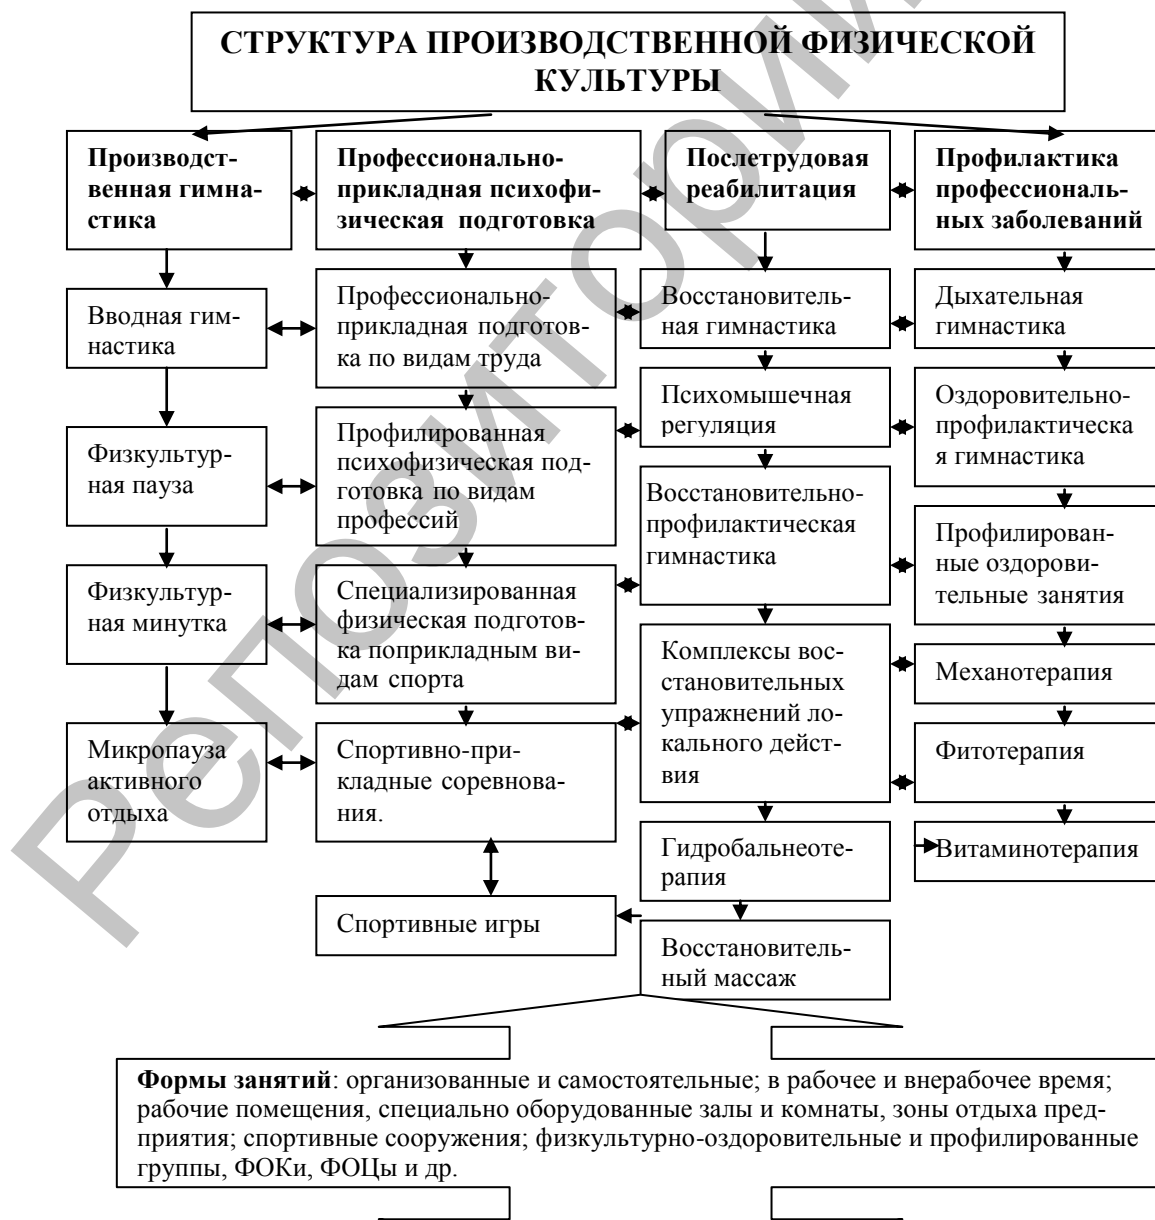 СТРУКТУРА ПРОИЗВОДСТВЕННОЙ ФИЗИЧЕСКОЙ
КУЛЬТУРЫ
Производст-
венная гимна-
стика
Профессионально-
прикладная психофи-
зическая подготовка
Послетрудовая
реабилитация
Профилактика
профессиональ-
ных заболеваний
Вводная гим-
настика
Физкультур-
ная пауза
Физкультур-
ная минутка
Микропауза
активного
отдыха
Профессионально-
прикладная подготов-
ка по видам труда
Профилированная
психофизическая под-
готовка по видам
профессий
Специализированная
физическая подготов-
ка поприкладным ви-
дам спорта
Спортивно-при-
кладные соревнова-
ния.
Спортивные игры
Восстановитель-
ная гимнастика
Психомышечная
регуляция
Восстановительно-
профилактическая
гимнастика
Комплексы вос-
становительных
упражнений ло-
кального дейст-
вия
Гидробальнеоте-
рапия
Восстановитель-
ный массаж
Дыхательная
гимнастика
Оздоровительно-
профилактическа
я гимнастика
Профилирован-
ные оздорови-
тельные занятия
Механотерапия
Фитотерапия
Витаминотерапия
Формы занятий: организованные и самостоятельные; в рабочее и внерабочее время;
рабочие помещения, специально оборудованные залы и комнаты, зоны отдыха пред-
приятия; спортивные сооружения; физкультурно-оздоровительные и профилированные
группы, ФОКи, ФОЦы и др.
Репозитории